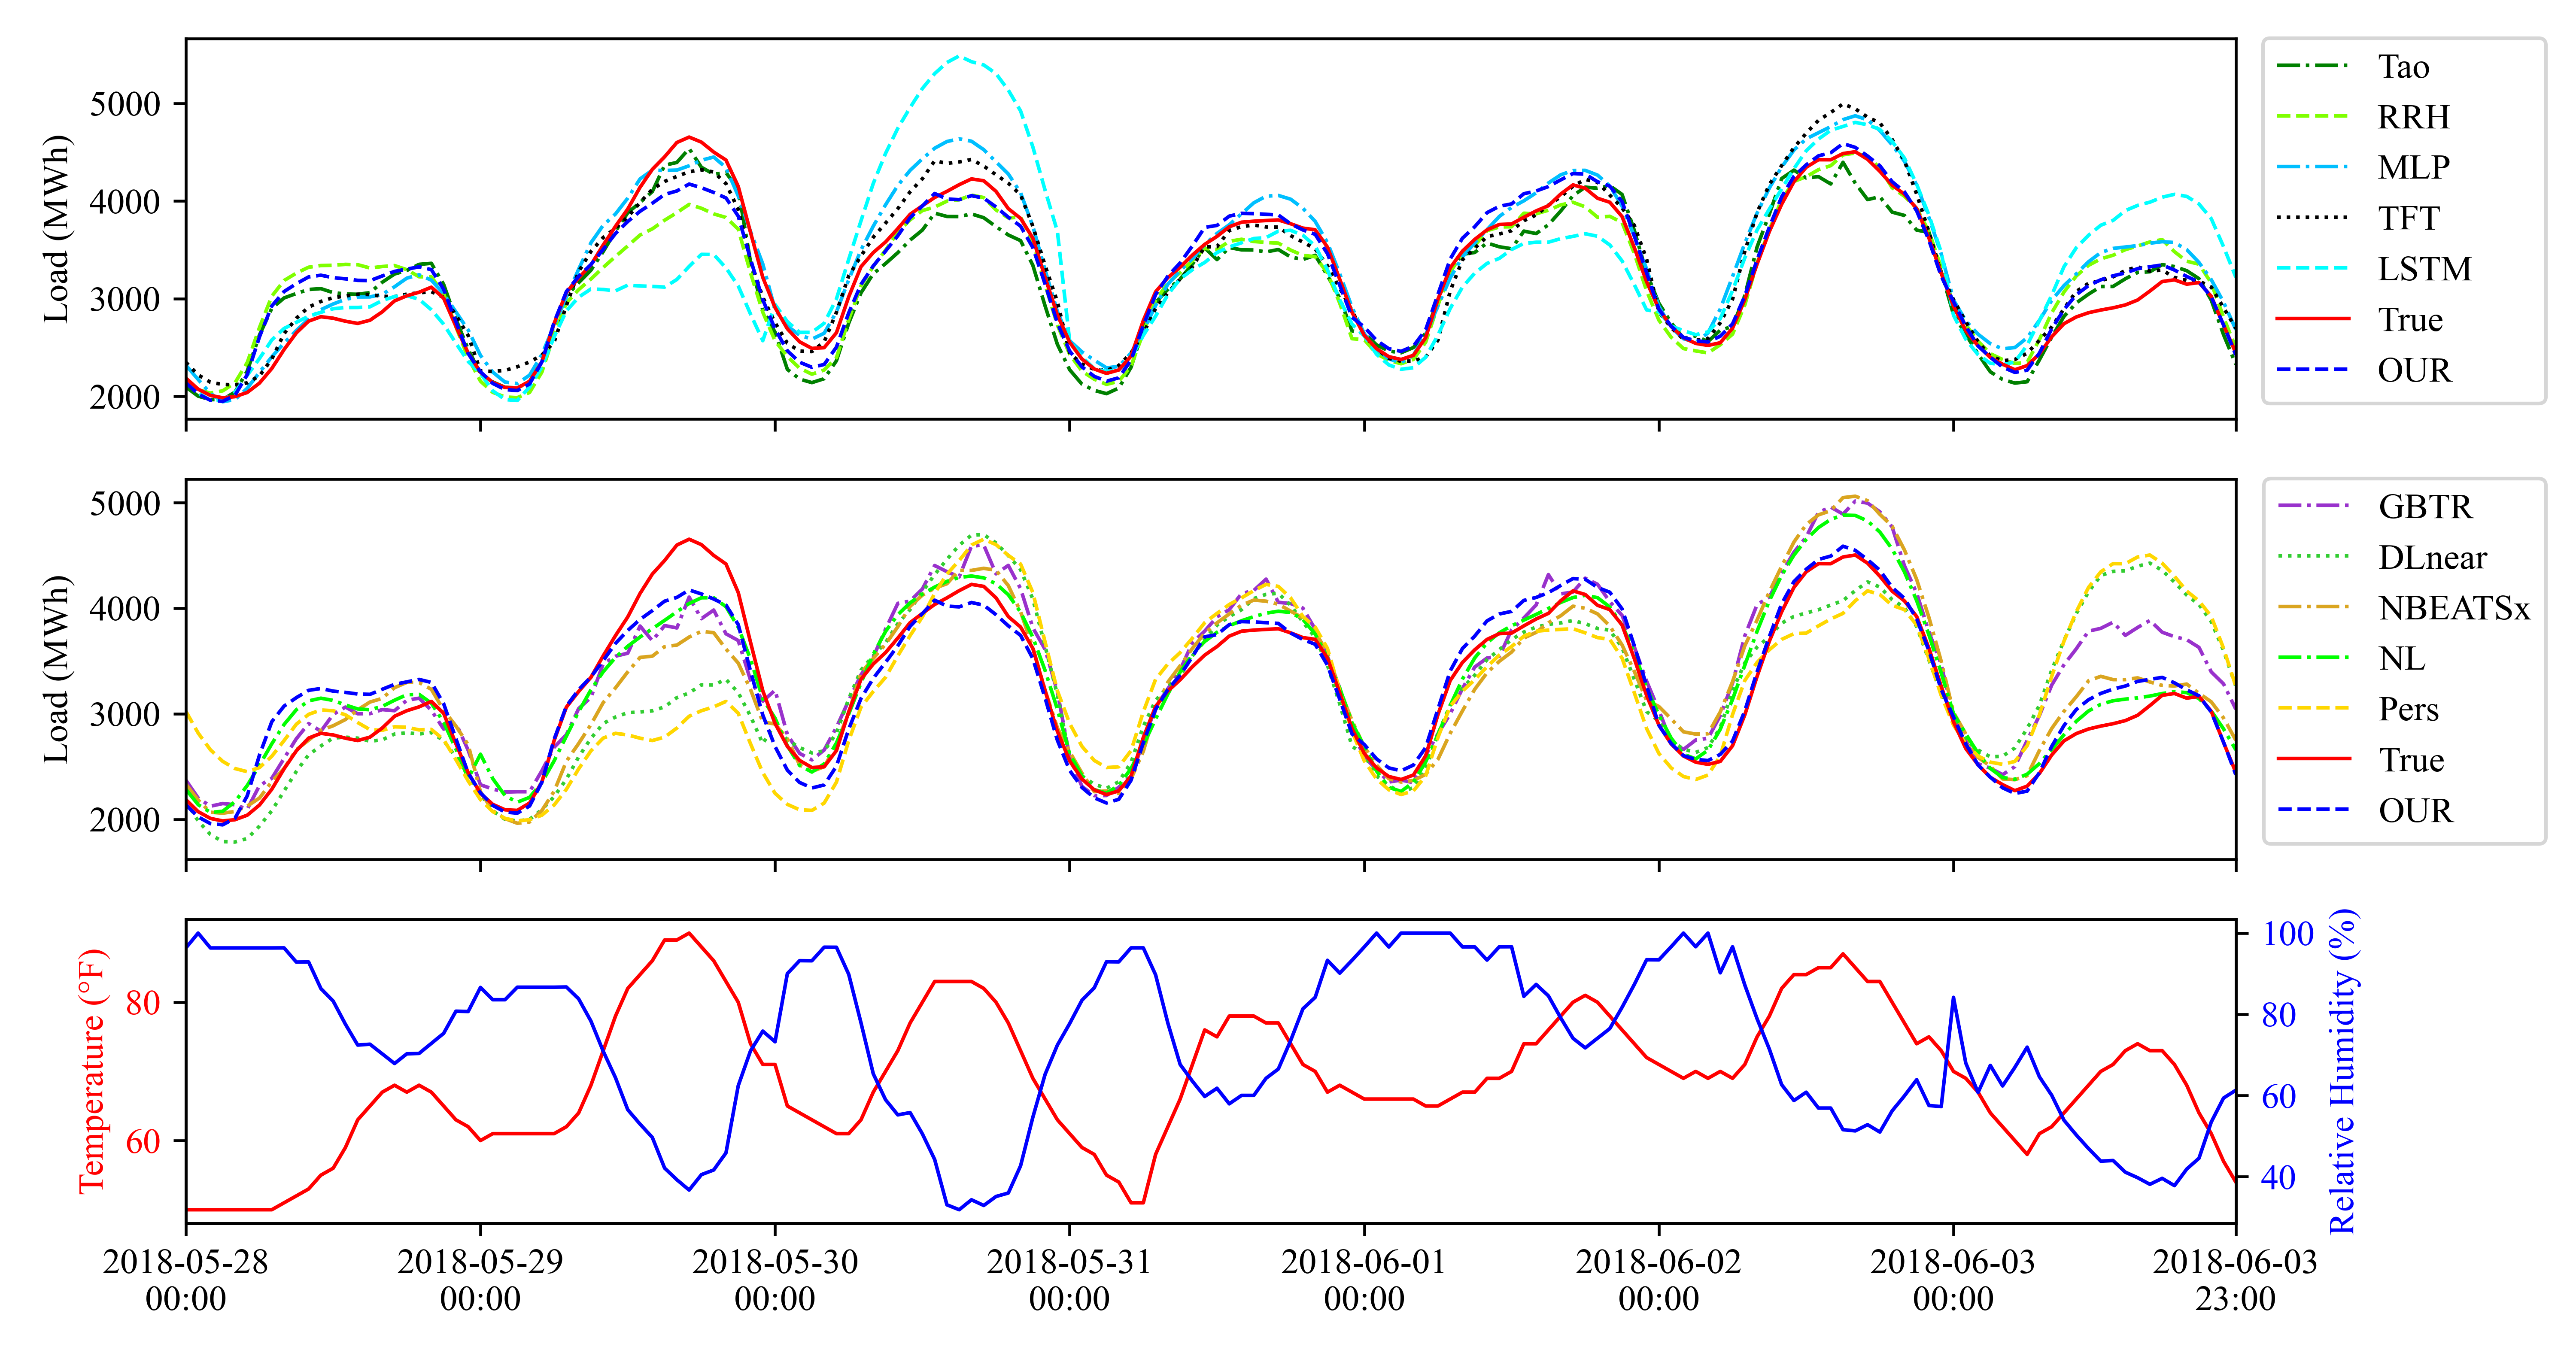 Load (MWh)
5000
4000
3000
2000
Tao
RRH
MLP
TFT
LSTM
True
OUR
Load (MWh)
5000
4000
3000
2000
GBTR
DLnear
NBEATSx
NL
Pers
True
OUR
Temperature (°F)
80
60
100
80
60
40
Relative Humidity (%)
2018-05-28
00:00
2018-05-29
00:00
2018-05-30
00:00
2018-05-31
00:00
2018-06-01
00:00
2018-06-02
00:00
2018-06-03
00:00
2018-06-03
23:00